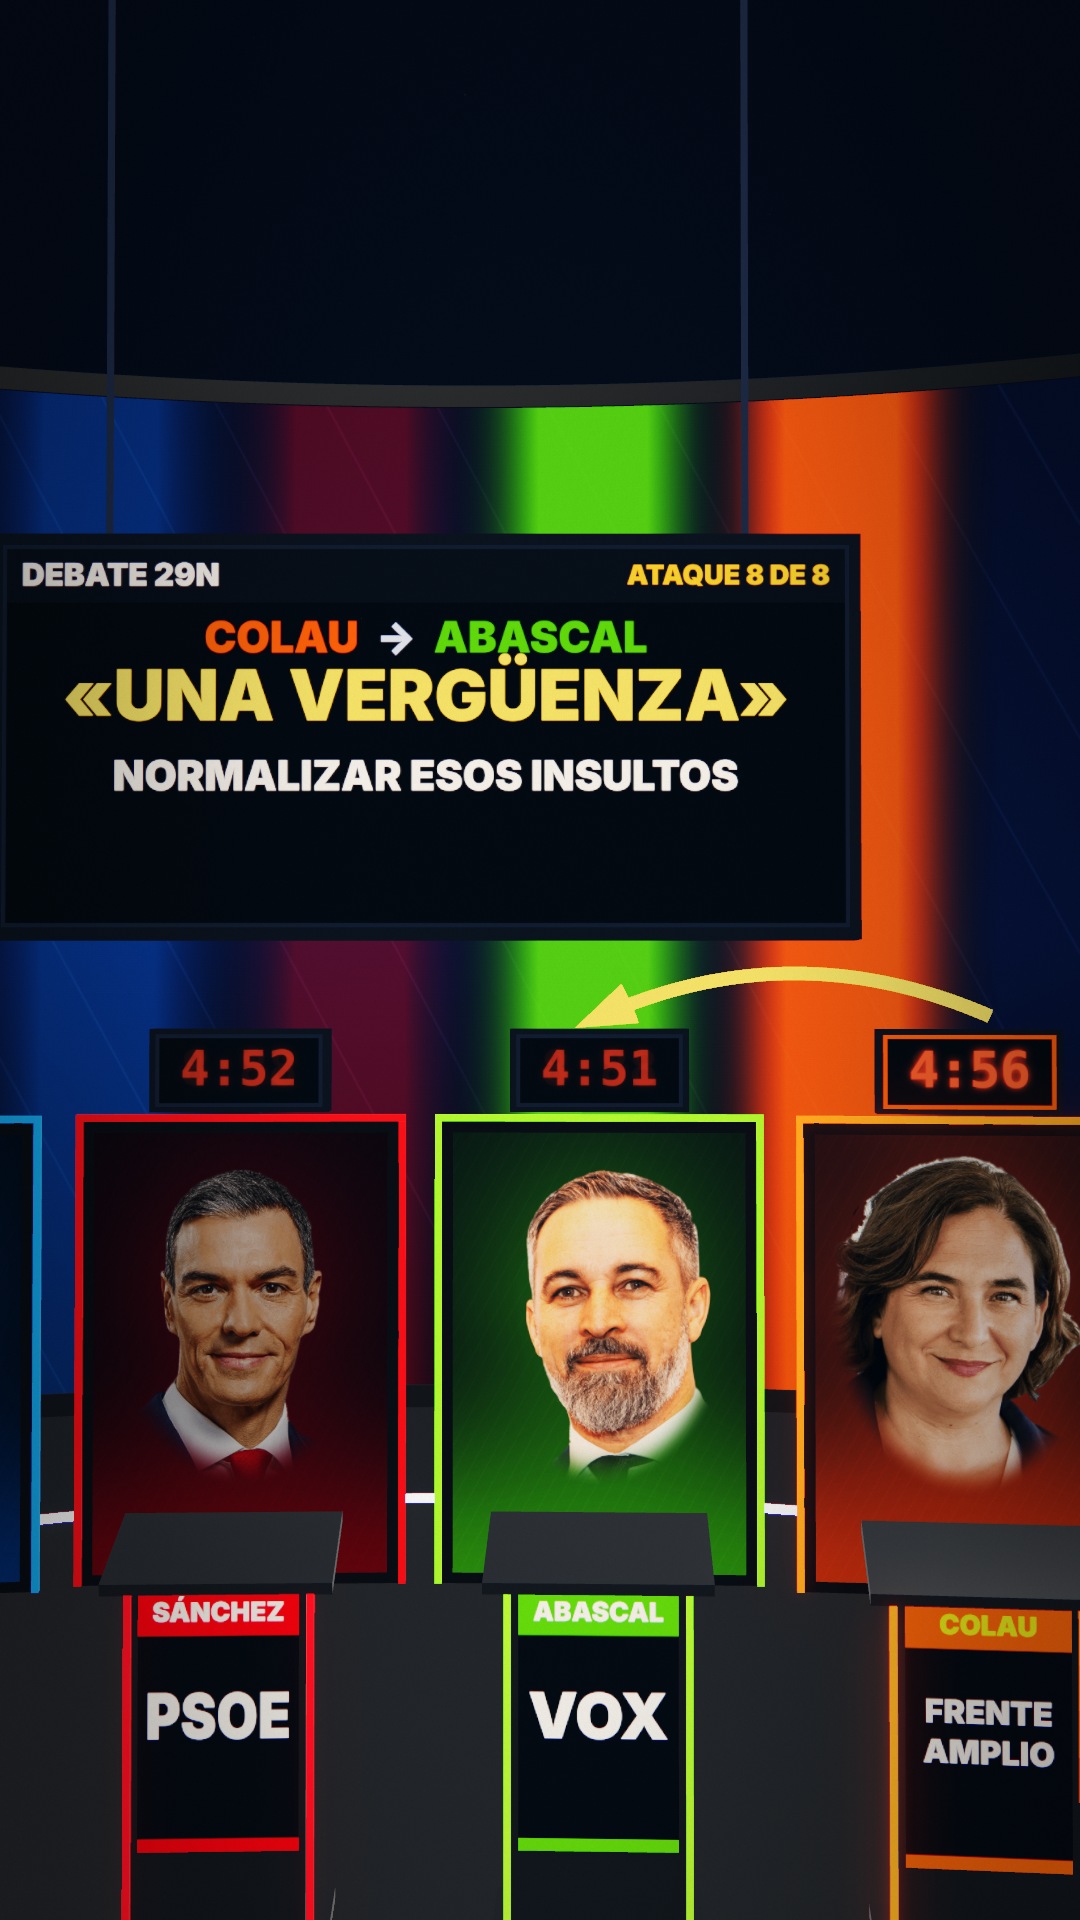 DEBATE 29N
ATAQUE 8 DE 8
COLAU → ABASCAL
«UNA VERGÜENZA»
NORMALIZAR ESOS INSULTOS
4:52
4:51
4:56
SÁNCHEZ
PSOE
ABASCAL
VOX
COLAU
FRENTE
AMPLIO